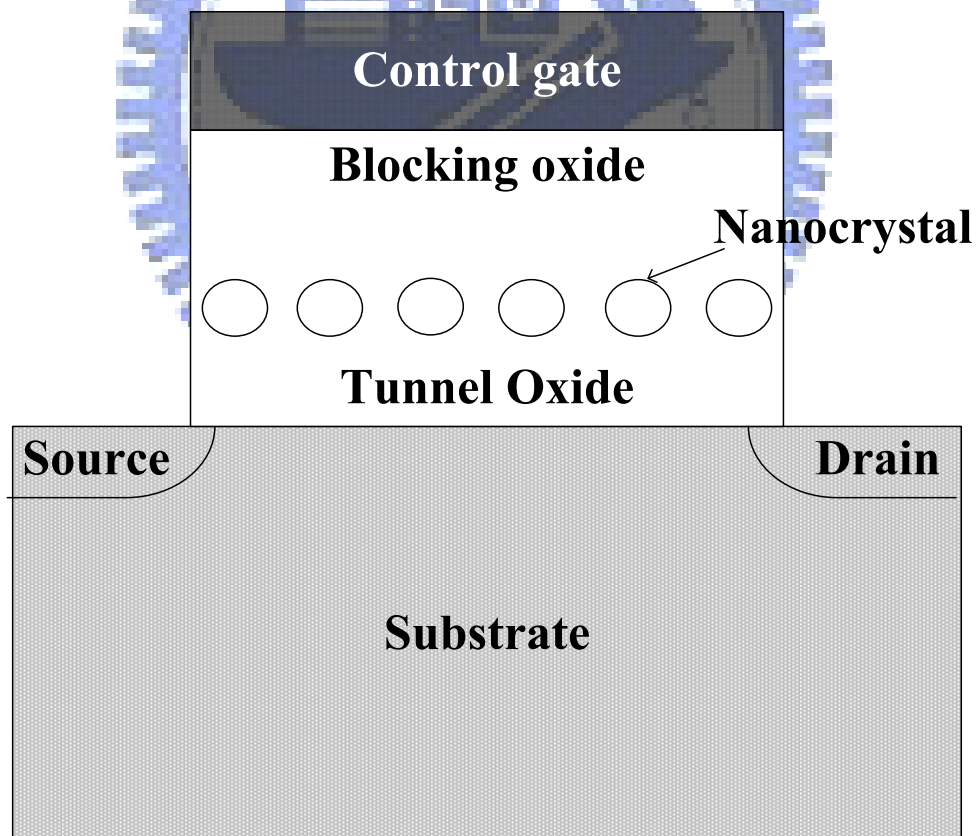 Control gate
Blocking oxide
Nanocrystal
Tunnel Oxide
Source
Drain
Substrate